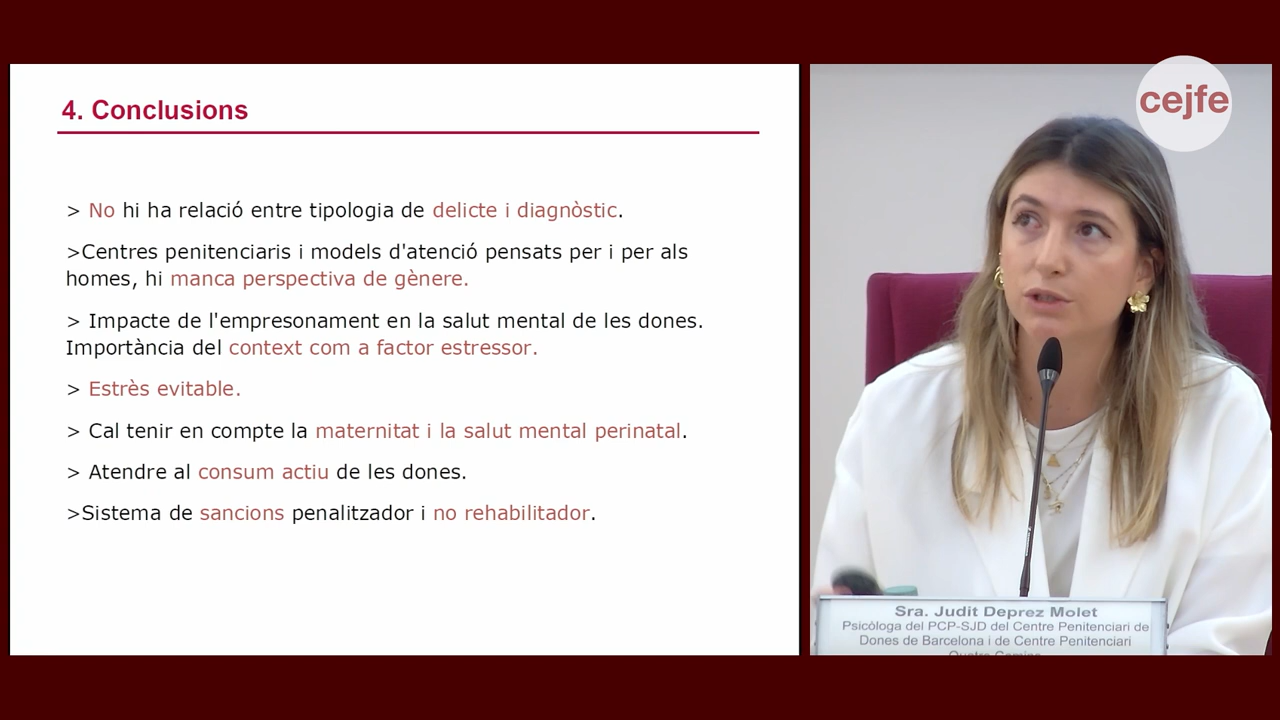 4. Conclusions
> No hi ha relació entre tipologia de delicte i diagnòstic.
>Centres penitenciaris i models d'atenció pensats per i per als
homes, hi manca perspectiva de gènere.
> Impacte de l'empresonament en la salut mental de les dones.
Importància del context com a factor estressor.
> Estrès evitable.
> Cal tenir en compte la maternitat i la salut mental perinatal.
> Atendre al consum actiu de les dones.
>Sistema de sancions penalitzador i no rehabilitador.
cejfe
Sra. Judit Deprez Molet
Psicòloga del PCP-SJD del Centre Penitenciari de
Dones de Barcelona i de Centre Penitenciari